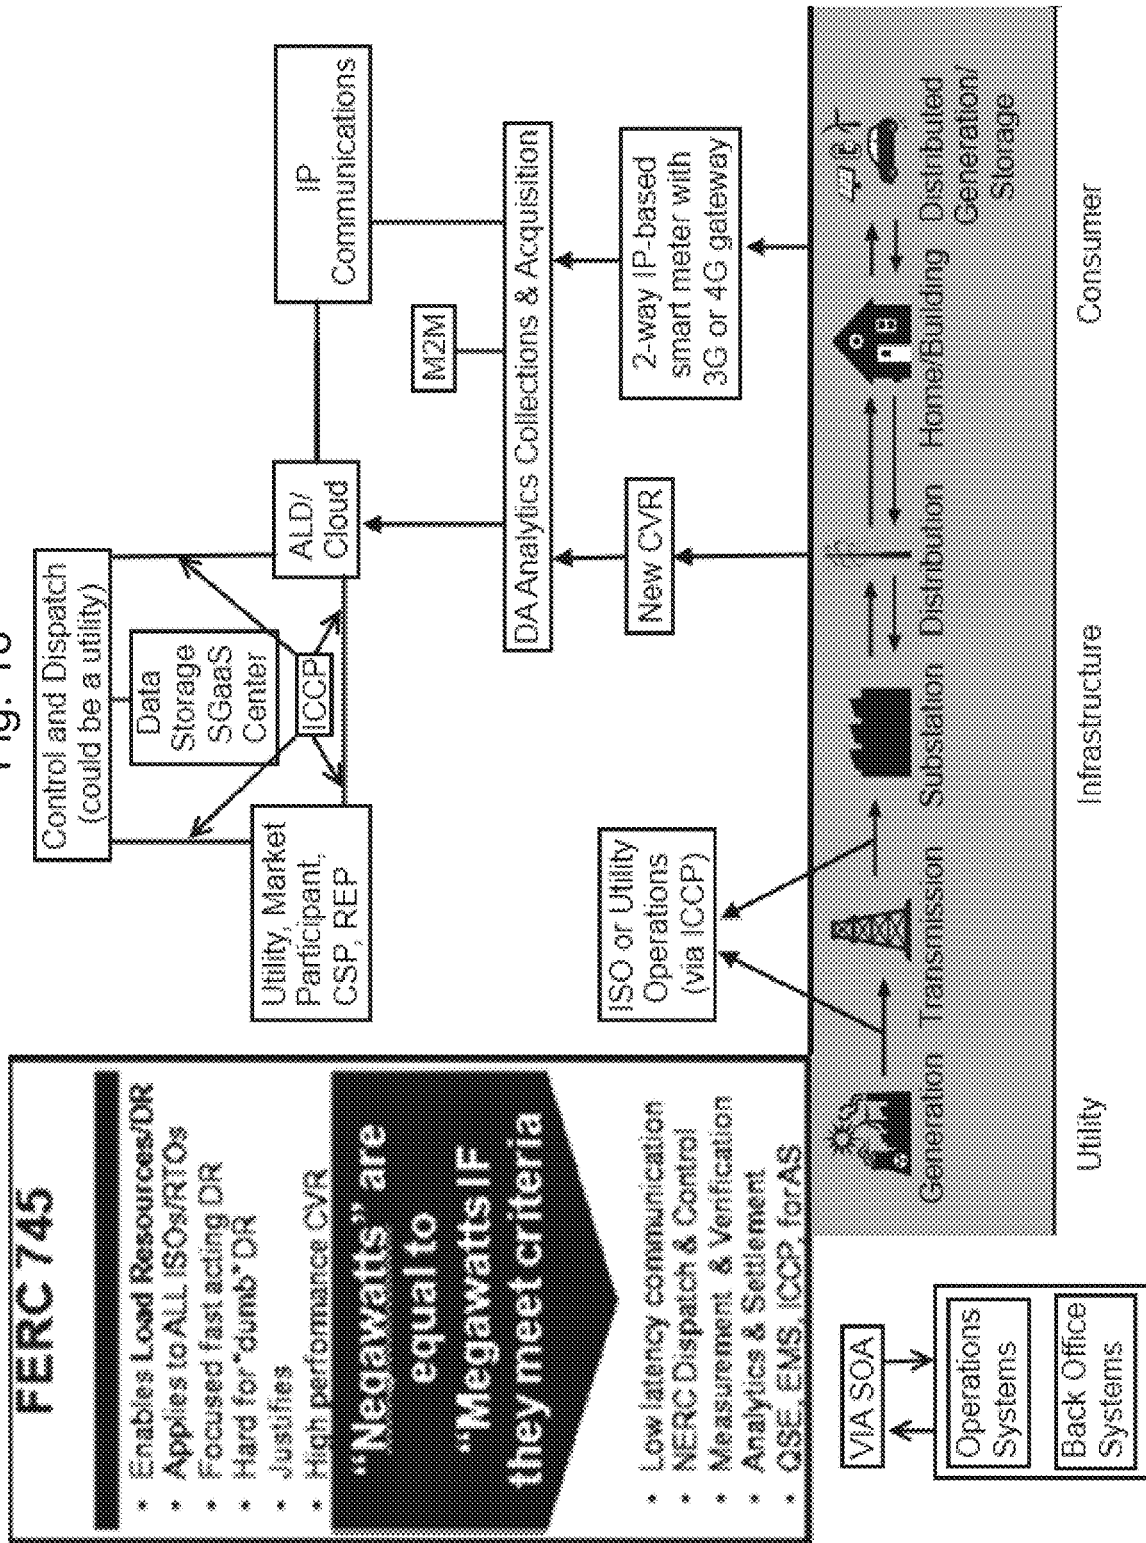 FERC 745
• Enables Load Resources/DR
• Applies to ALL ISOs/RTOs
• Focused fast acting DR
• Hard for "dumb" DR
• Justifies
• High performance CVR
"Negawatts" are
equal to
"Megawatts IF
they meet criteria
• Low latency communication
• NERC Dispatch & Control
• Measurement & Verification
• Analytics & Settlement
• QSE, EMS, ICCP, for AS
Control and Dispatch
(could be a utility)
Data
Storage
SGaaS
Center
ICCP
Utility, Market
Participant,
CSP, REP
ALD/
Cloud
IP
Communications
M2M
DA Analytics Collections & Acquisition
New CVR
2-way IP-based
smart meter with
3G or 4G gateway
ISO or Utility
Operations
(via ICCP)
Generation Transmission Substation Distribution Home/Building Distributed
Generation/
Storage
Utility Infrastructure Consumer
VIA SOA
Operations
Systems
Back Office
Systems